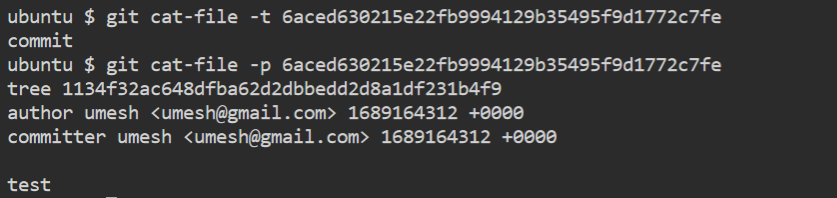 ubuntu $ git cat-file -t 6aced630215e22fb9994129b35495f9d1772c7fe
commit
ubuntu $ git cat-file -p 6aced630215e22fb9994129b35495f9d1772c7fe
tree 1134f32ac648dfba62d2dbbedd2d8a1df231b4f9
author umesh <umesh@gmail.com> 1689164312 +0000
committer umesh <umesh@gmail.com> 1689164312 +0000

test